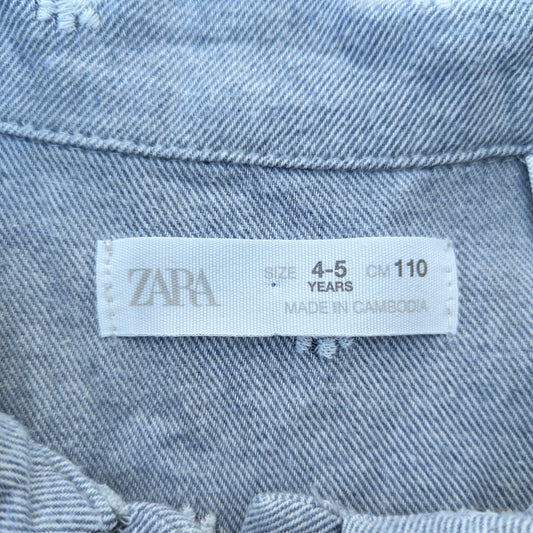 ZARA
SIZE 4-5 YEARS CM 110
MADE IN CAMBODIA